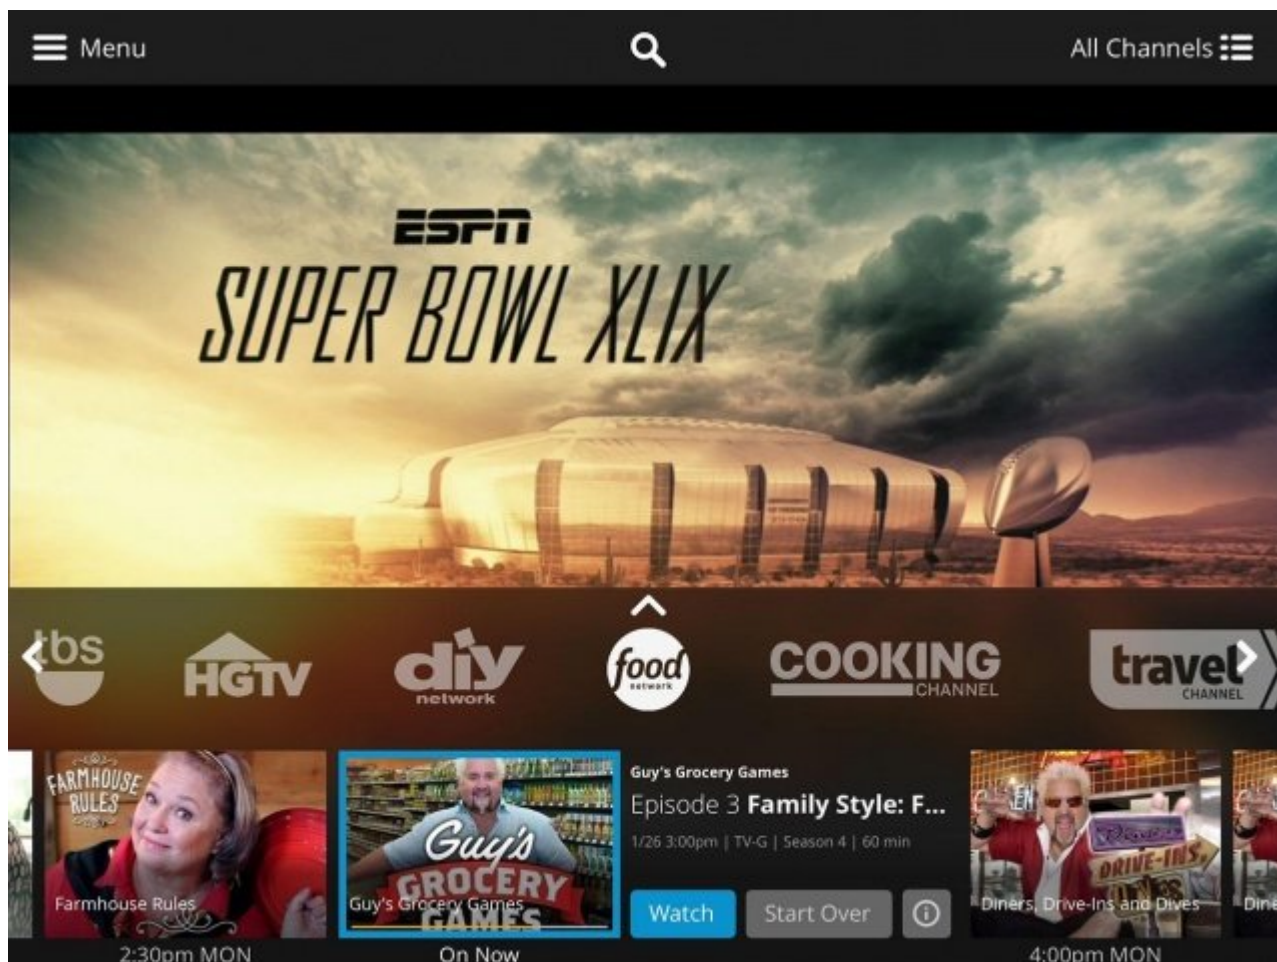 Menu
All Channels
ESPN
SUPER BOWL XLIX
tbs
HGTV
diy
network
food
network
COOKING
CHANNEL
travel
CHANNEL
FARMHOUSE
RULES
Farmhouse Rules
2:30pm MON
Guy's
GROCERY
GAMES
Guy's Grocery Games
On Now
Guy's Grocery Games
Episode 3 Family Style: F...
1/26 3:00pm | TV-G | Season 4 | 60 min
Watch
Start Over
DRIVE-INS
Diners, Drive-Ins and Dives
4:00pm MON
Dine